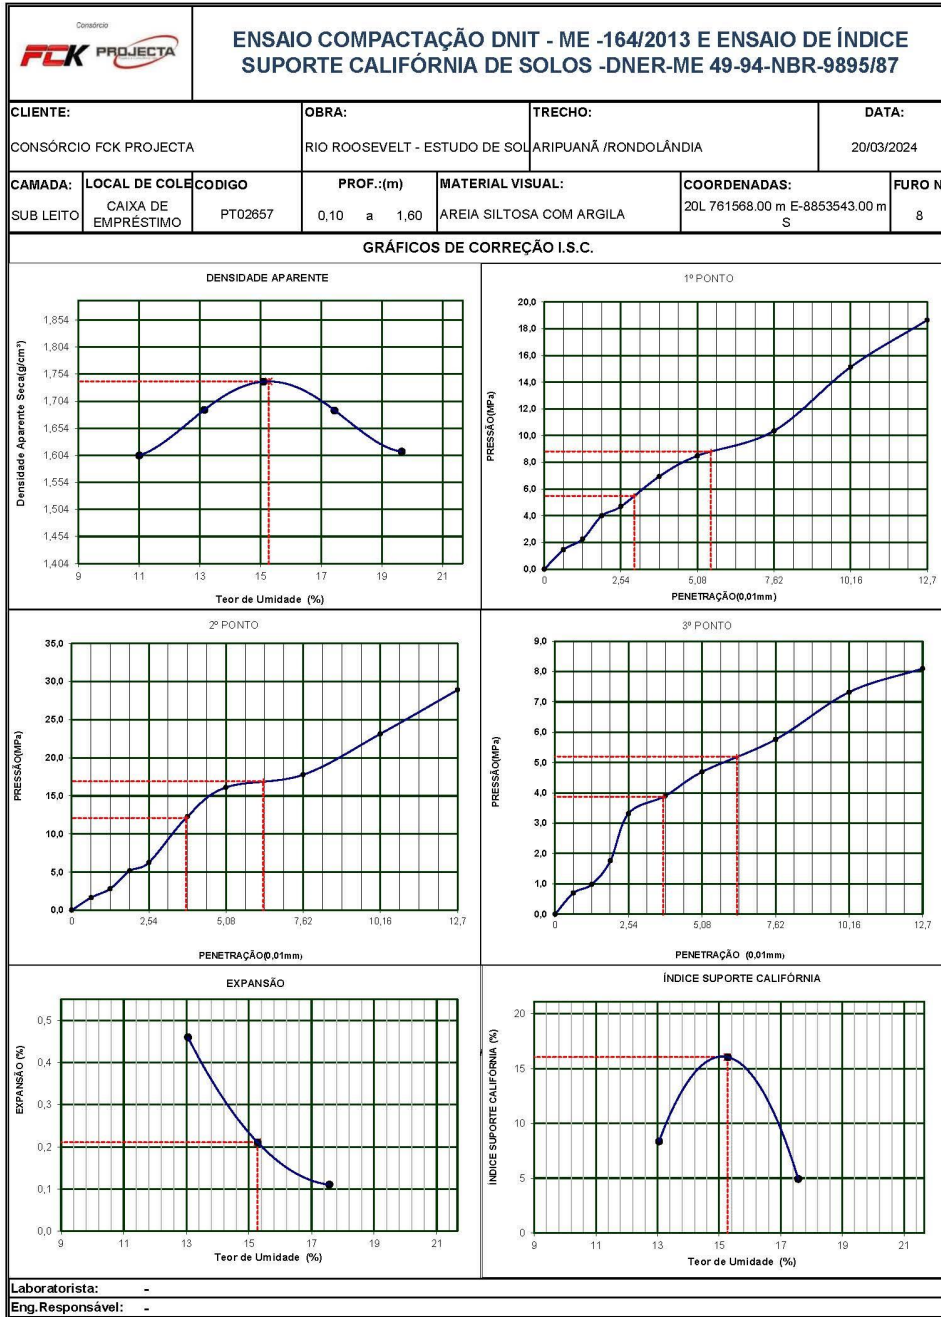 Consórcio
FCK PROJECTA
ENSAIO COMPACTAÇÃO DNIT - ME -164/2013 E ENSAIO DE ÍNDICE
SUPORTE CALIFÓRNIA DE SOLOS -DNER-ME 49-94-NBR-9895/87
CLIENTE: OBRA: TRECHO: DATA:
CONSÓRCIO FCK PROJECTA RIO ROOSEVELT - ESTUDO DE SOL ARIPUANÃ /RONDOLÂNDIA 20/03/2024
CAMADA: LOCAL DE COLE CODIGO PROF.:(m) MATERIAL VISUAL: COORDENADAS: FURO N
SUB LEITO CAIXA DE EMPRÉSTIMO PT02657 0,10 a 1,60 AREIA SILTOSA COM ARGILA 20L 761568.00 m E-8853543.00 m S 8
GRÁFICOS DE CORREÇÃO I.S.C.
DENSIDADE APARENTE
Densidade Aparente Seca(g/cm³)
1,854
1,804
1,754
1,704
1,654
1,604
1,554
1,504
1,454
1,404
9 11 13 15 17 19 21
Teor de Umidade (%)
1º PONTO
PRESSÃO(MPa)
20,0
18,0
16,0
14,0
12,0
10,0
8,0
6,0
4,0
2,0
0,0
0 2,54 5,08 7,62 10,16 12,7
PENETRAÇÃO(0,01mm)
2º PONTO
PRESSÃO(MPa)
35,0
30,0
25,0
20,0
15,0
10,0
5,0
0,0
0 2,54 5,08 7,62 10,16 12,7
PENETRAÇÃO(0,01mm)
3º PONTO
PRESSÃO(MPa)
9,0
8,0
7,0
6,0
5,0
4,0
3,0
2,0
1,0
0,0
0 2,54 5,08 7,62 10,16 12,7
PENETRAÇÃO (0,01mm)
EXPANSÃO
EXPANSÃO (%)
0,5
0,4
0,3
0,2
0,1
0,0
9 11 13 15 17 19 21
Teor de Umidade (%)
ÍNDICE SUPORTE CALIFÓRNIA
ÍNDICE SUPORTE CALIFÓRNIA (%)
20
15
10
5
0
9 11 13 15 17 19 21
Teor de Umidade (%)
Laboratorista: -
Eng.Responsável: -